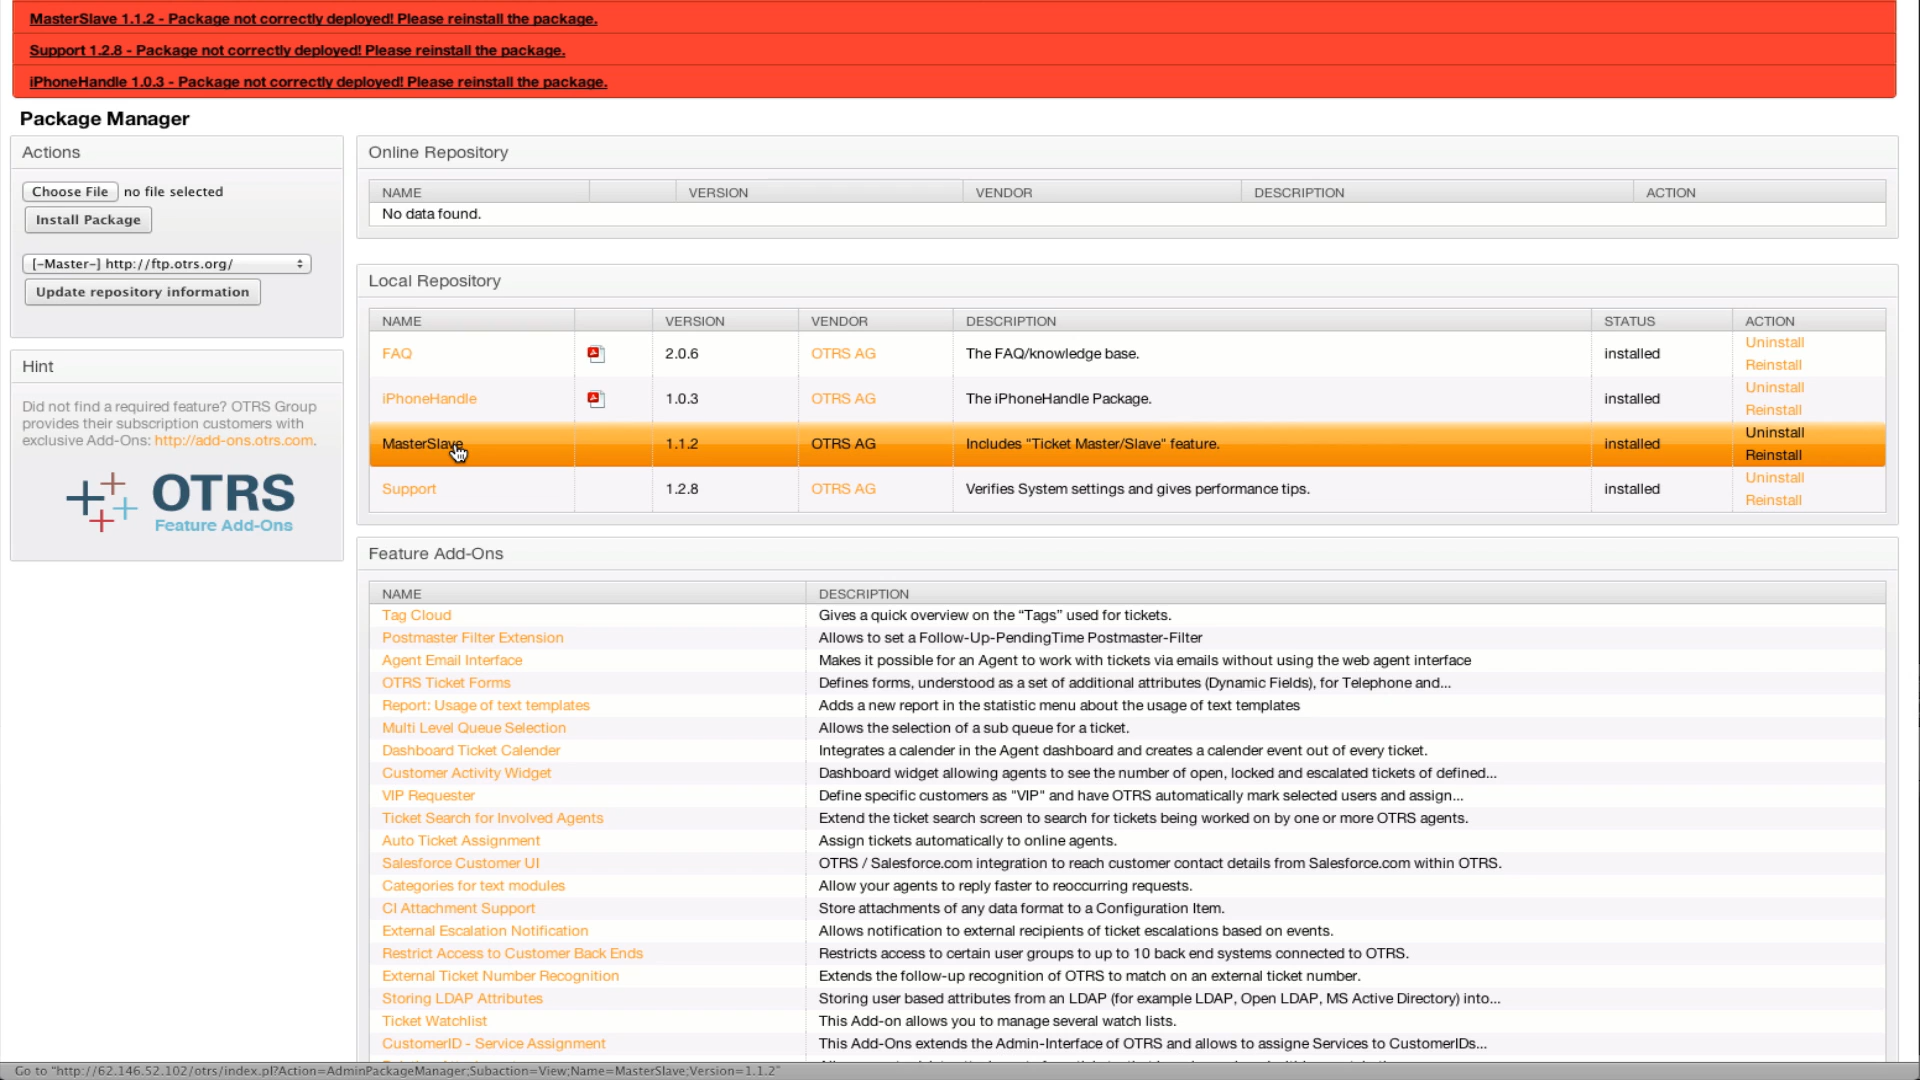 MasterSlave 1.1.2 - Package not correctly deployed! Please reinstall the package.
Support 1.2.8 - Package not correctly deployed! Please reinstall the package.
iPhoneHandle 1.0.3 - Package not correctly deployed! Please reinstall the package.
Package Manager
Actions
Choose File no file selected
Install Package
[-Master-] http://ftp.otrs.org/
Update repository information
Hint
Did not find a required feature? OTRS Group
provides their subscription customers with
exclusive Add-Ons: http://add-ons.otrs.com.
OTRS
Feature Add-Ons
Online Repository
NAME VERSION VENDOR DESCRIPTION ACTION
No data found.
Local Repository
NAME VERSION VENDOR DESCRIPTION STATUS ACTION
FAQ 2.0.6 OTRS AG The FAQ/knowledge base. installed Uninstall
Reinstall
iPhoneHandle 1.0.3 OTRS AG The iPhoneHandle Package. installed Uninstall
Reinstall
MasterSlave 1.1.2 OTRS AG Includes "Ticket Master/Slave" feature. installed Uninstall
Reinstall
Support 1.2.8 OTRS AG Verifies System settings and gives performance tips. installed Uninstall
Reinstall
Feature Add-Ons
NAME DESCRIPTION
Tag Cloud Gives a quick overview on the “Tags” used for tickets.
Postmaster Filter Extension Allows to set a Follow-Up-PendingTime Postmaster-Filter
Agent Email Interface Makes it possible for an Agent to work with tickets via emails without using the web agent interface
OTRS Ticket Forms Defines forms, understood as a set of additional attributes (Dynamic Fields), for Telephone and...
Report: Usage of text templates Adds a new report in the statistic menu about the usage of text templates
Multi Level Queue Selection Allows the selection of a sub queue for a ticket.
Dashboard Ticket Calender Integrates a calender in the Agent dashboard and creates a calender event out of every ticket.
Customer Activity Widget Dashboard widget allowing agents to see the number of open, locked and escalated tickets of defined...
VIP Requester Define specific customers as "VIP" and have OTRS automatically mark selected users and assign...
Ticket Search for Involved Agents Extend the ticket search screen to search for tickets being worked on by one or more OTRS agents.
Auto Ticket Assignment Assign tickets automatically to online agents.
Salesforce Customer UI OTRS / Salesforce.com integration to reach customer contact details from Salesforce.com within OTRS.
Categories for text modules Allow your agents to reply faster to reoccurring requests.
CI Attachment Support Store attachments of any data format to a Configuration Item.
External Escalation Notification Allows notification to external recipients of ticket escalations based on events.
Restrict Access to Customer Back Ends Restricts access to certain user groups to up to 10 back end systems connected to OTRS.
External Ticket Number Recognition Extends the follow-up recognition of OTRS to match on an external ticket number.
Storing LDAP Attributes Storing user based attributes from an LDAP (for example LDAP, Open LDAP, MS Active Directory) into...
Ticket Watchlist This Add-on allows you to manage several watch lists.
CustomerID - Service Assignment This Add-Ons extends the Admin-Interface of OTRS and allows to assigne Services to CustomerIDs...
Go to "http://62.146.52.102/otrs/index.pl?Action=AdminPackageManager;Subaction=View;Name=MasterSlave;Version=1.1.2"